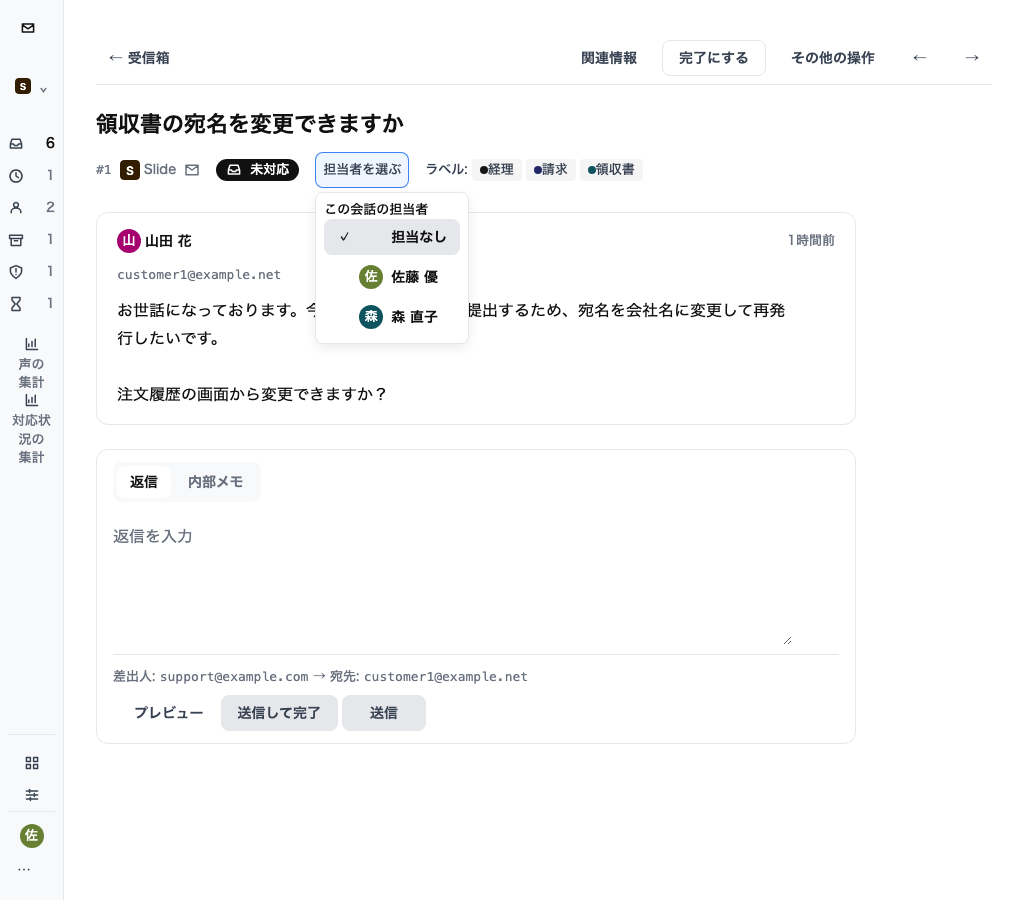 ← 受信箱
関連情報
完了にする
その他の操作
←
→
S
6
1
2
1
1
1
声の
集計
対応状
況の
集計
佐
…
領収書の宛名を変更できますか
#1 S Slide 未対応 担当者を選ぶ ラベル: 経理 請求 領収書
この会話の担当者
✓ 担当なし
佐 佐藤 優
森 森 直子
山 山田 花
1時間前
customer1@example.net
お世話になっております。今
提出するため、宛名を会社名に変更して再発
行したいです。
注文履歴の画面から変更できますか？
返信 内部メモ
返信を入力
差出人: support@example.com → 宛先: customer1@example.net
プレビュー 送信して完了 送信